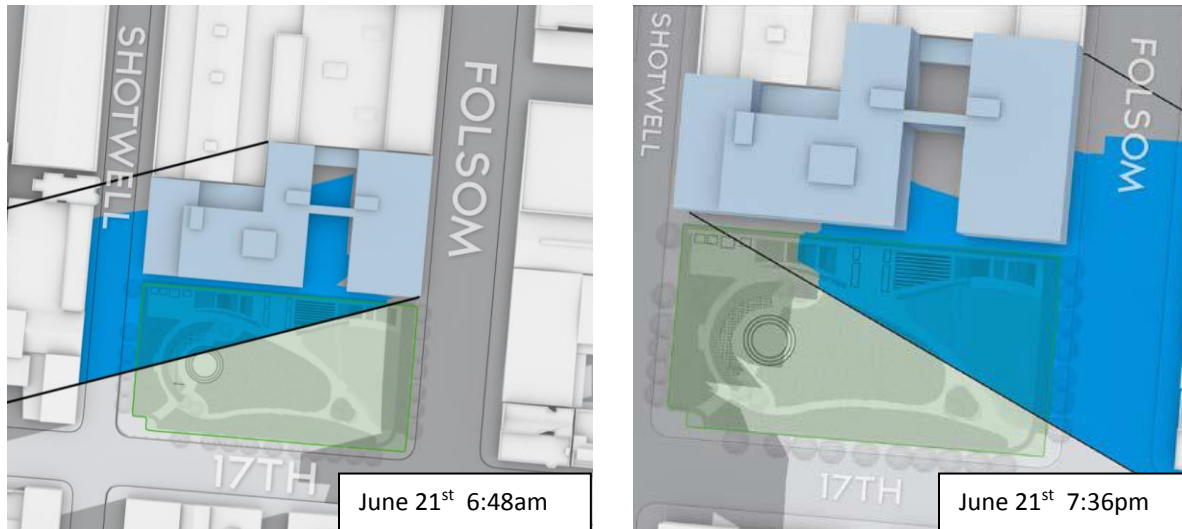 SHOTWELL
FOLSOM
17TH
June 21st 6:48am
SHOTWELL
FOLSOM
17TH
June 21st 7:36pm